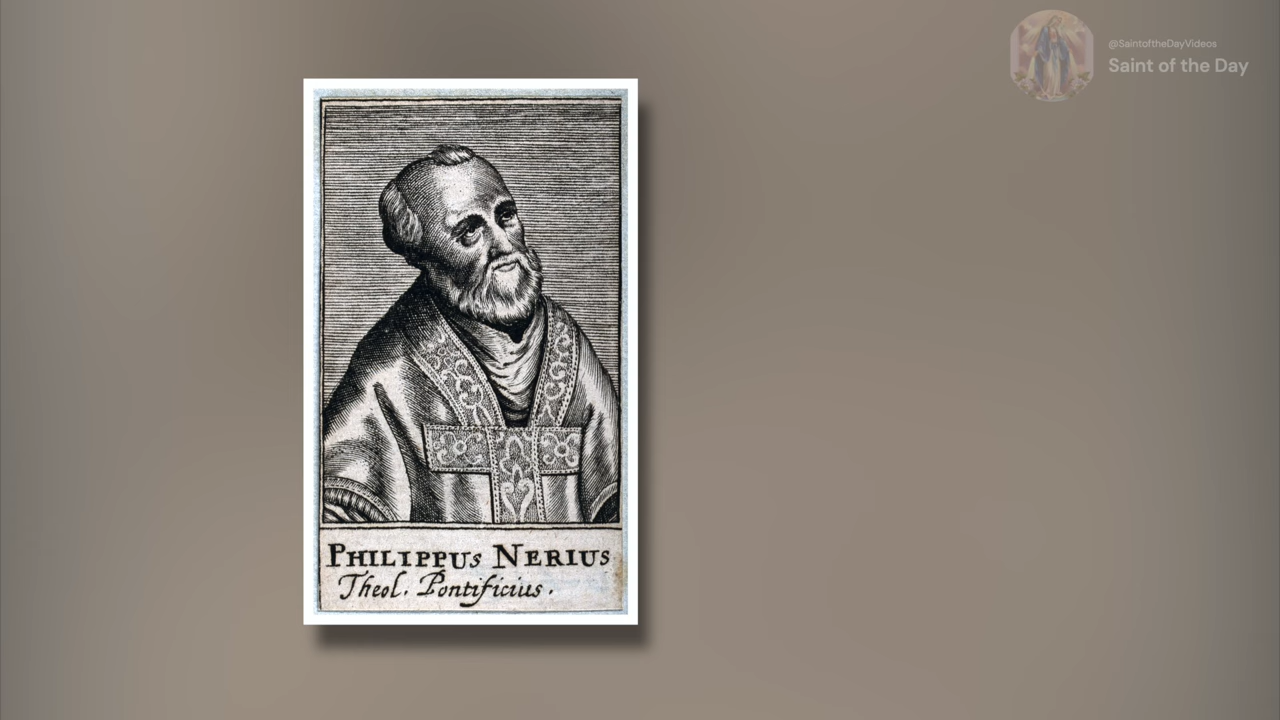 @SaintoftheDayVideos
Saint of the Day
PHILIPPUS NERIUS
Theol. Pontificius.